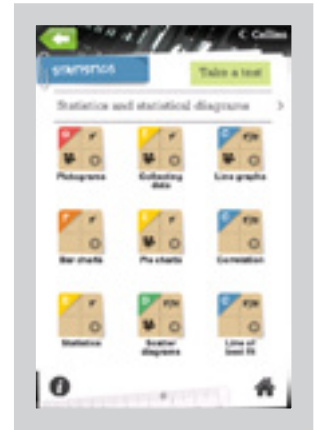 Collins
STATISTICS
Take a test
Statistics and statistical diagrams
Pictograms
Collecting
data
Line graphs
Bar charts
Pie charts
Correlation
Statistics
Scatter
diagrams
Line of
best fit